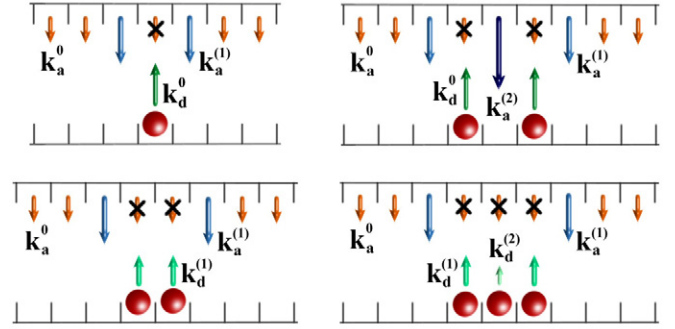 k_a^0 k_a^(1)
k_d^0
k_a^0 k_a^(1)
k_d^0 k_a^(2)
k_a^0 k_a^(1)
k_d^(1)
k_a^0 k_a^(1)
k_d^(1) k_d^(2)